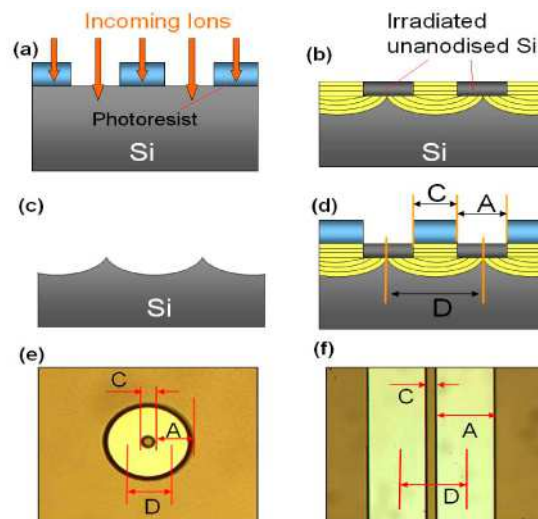 Incoming Ions
(a)
Photoresist
Si
Irradiated
unanodised Si
(b)
Si
(c)
Si
(d)
C
A
D
(e)
C
A
D
(f)
C
A
D